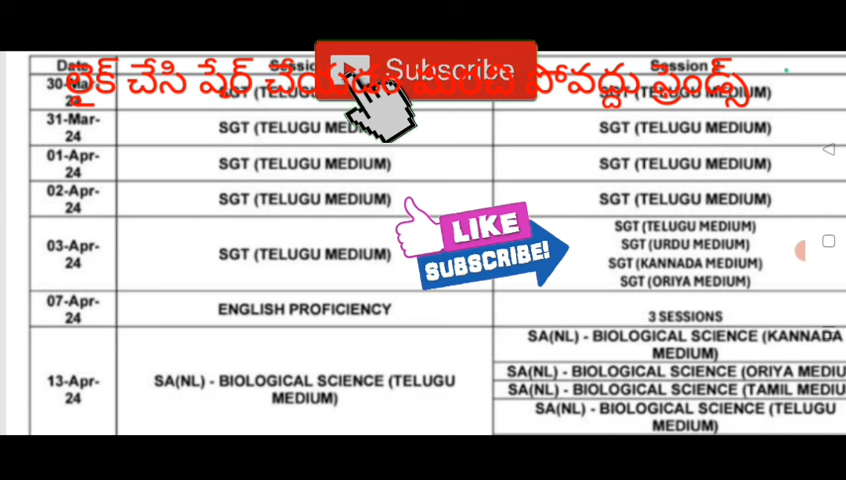 Date Session Session 2
లైక్ చేసి షేర్ చేయడం మరిచి పోవద్దు ఫ్రెండ్స్
Subscribe
30-Mar-24 SGT (TELUGU MEDIUM) SGT (TELUGU MEDIUM)
31-Mar-24 SGT (TELUGU MEDIUM) SGT (TELUGU MEDIUM)
01-Apr-24 SGT (TELUGU MEDIUM) SGT (TELUGU MEDIUM)
02-Apr-24 SGT (TELUGU MEDIUM) SGT (TELUGU MEDIUM)
LIKE
SUBSCRIBE!
03-Apr-24 SGT (TELUGU MEDIUM)
SGT (TELUGU MEDIUM)
SGT (URDU MEDIUM)
SGT (KANNADA MEDIUM)
SGT (ORIYA MEDIUM)
07-Apr-24 ENGLISH PROFICIENCY 3 SESSIONS
13-Apr-24 SA(NL) - BIOLOGICAL SCIENCE (TELUGU
MEDIUM)
SA(NL) - BIOLOGICAL SCIENCE (KANNADA
MEDIUM)
SA(NL) - BIOLOGICAL SCIENCE (ORIYA MEDIU
SA(NL) - BIOLOGICAL SCIENCE (TAMIL MEDIU
SA(NL) - BIOLOGICAL SCIENCE (TELUGU
MEDIUM)